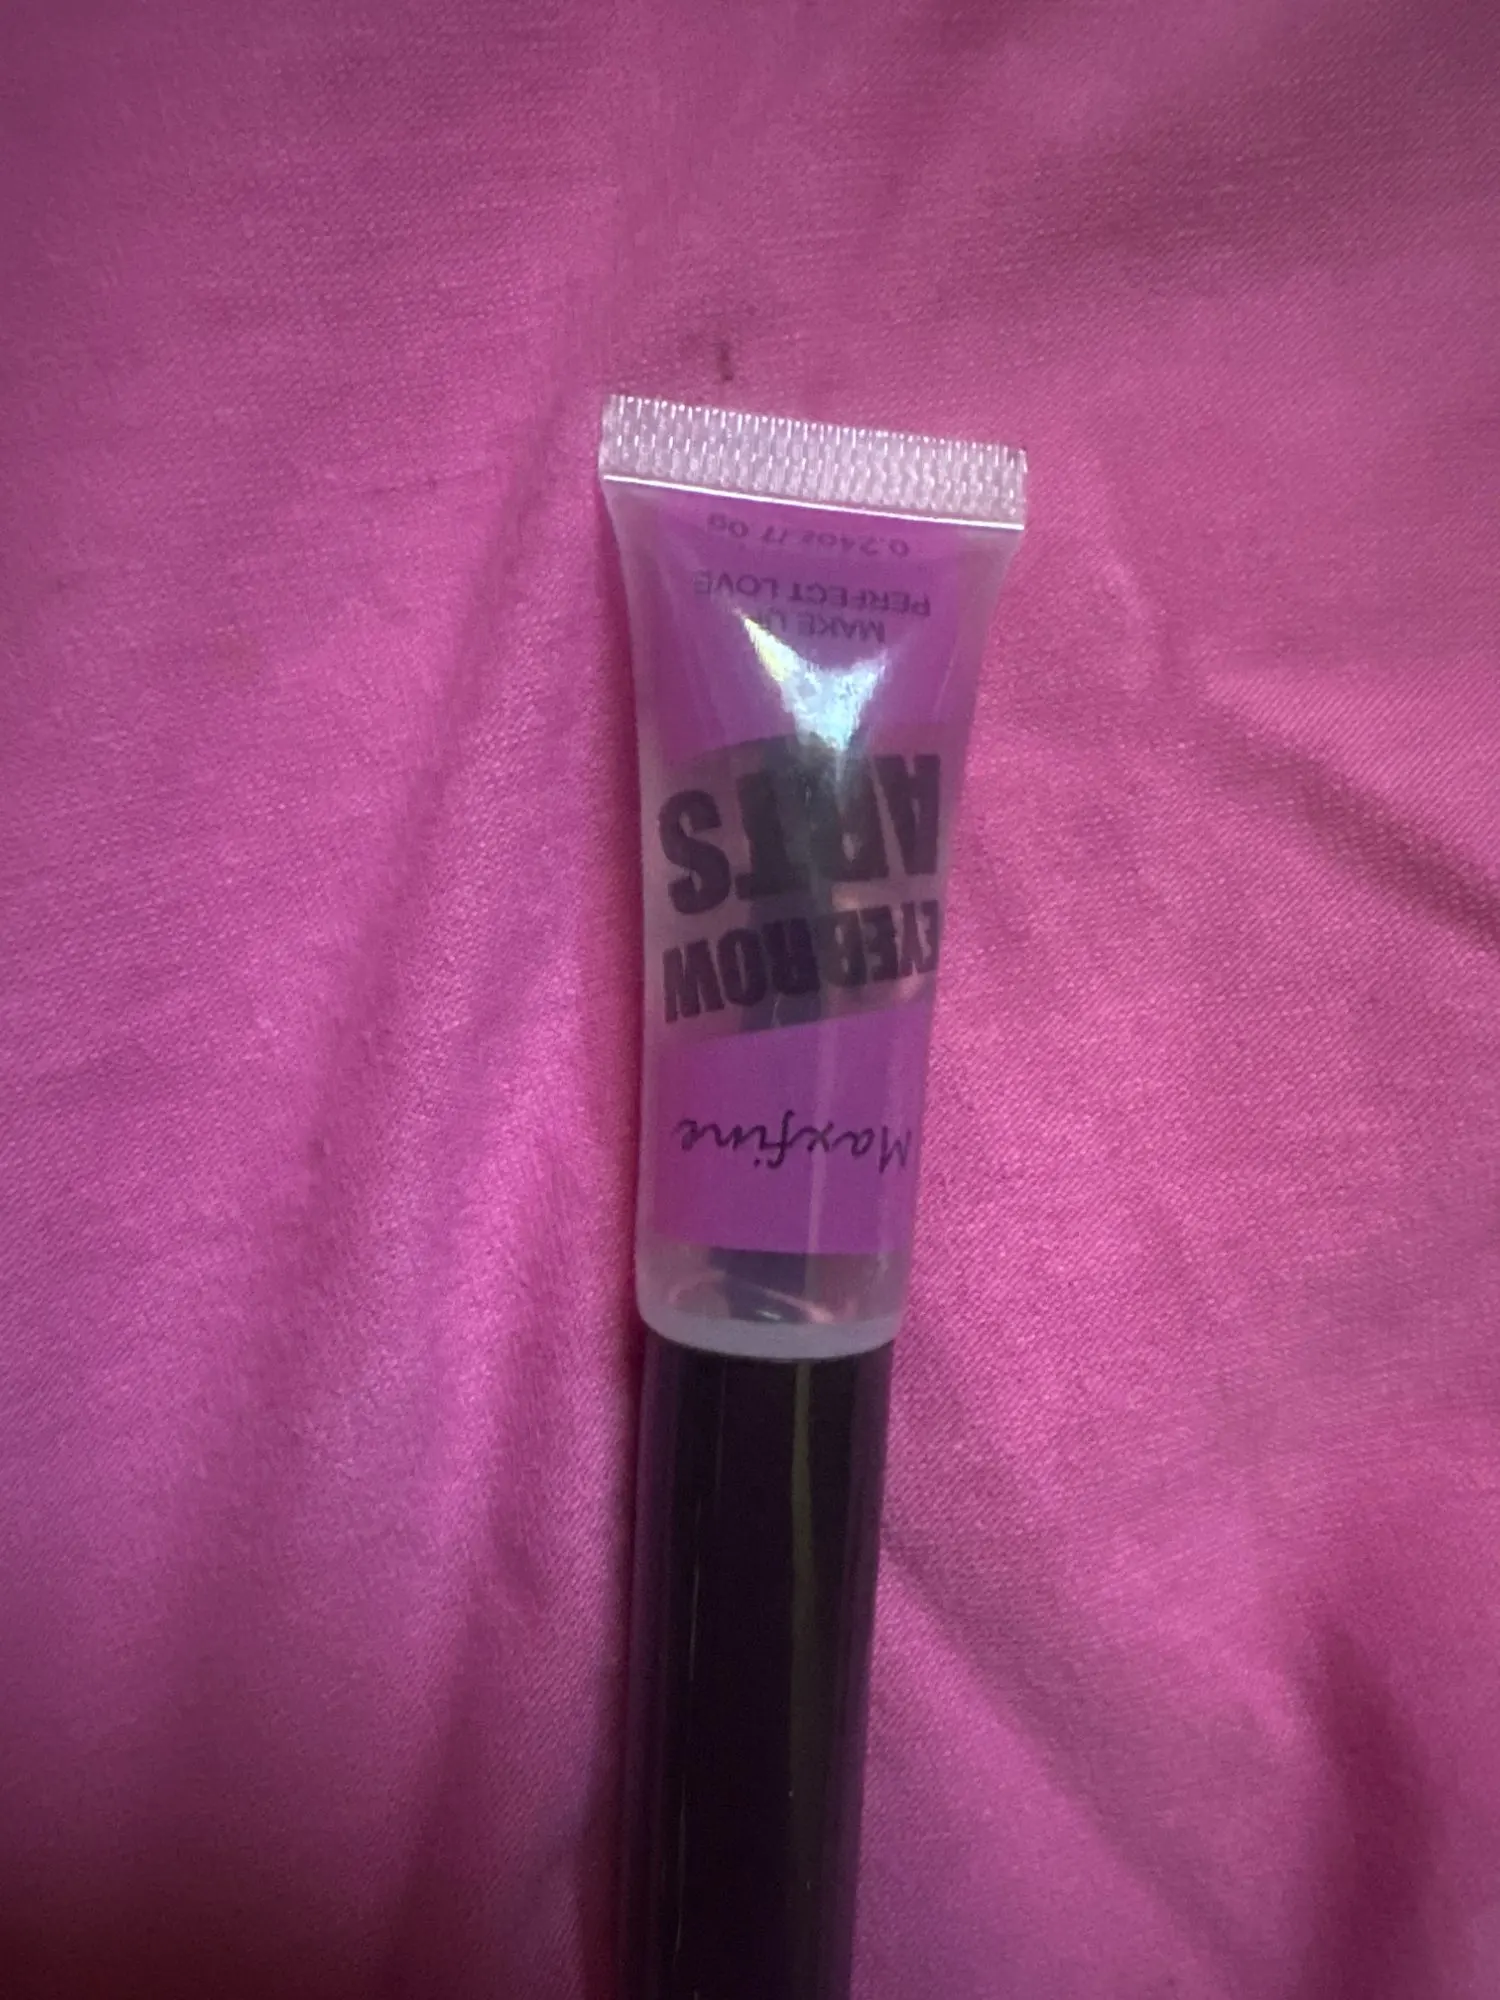 Maxfine
EYEBROW
ARTS
MAKE UP
PERFECT LOVE
0.24oz /7.0g